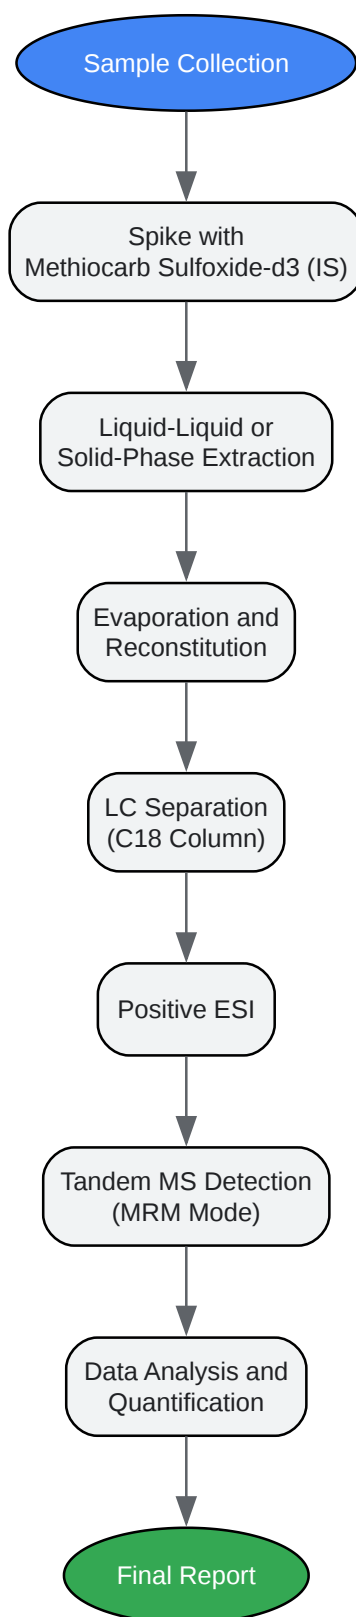 Sample Collection
Spike with
Methiocarb Sulfoxide-d3 (IS)
Liquid-Liquid or
Solid-Phase Extraction
Evaporation and
Reconstitution
LC Separation
(C18 Column)
Positive ESI
Tandem MS Detection
(MRM Mode)
Data Analysis and
Quantification
Final Report